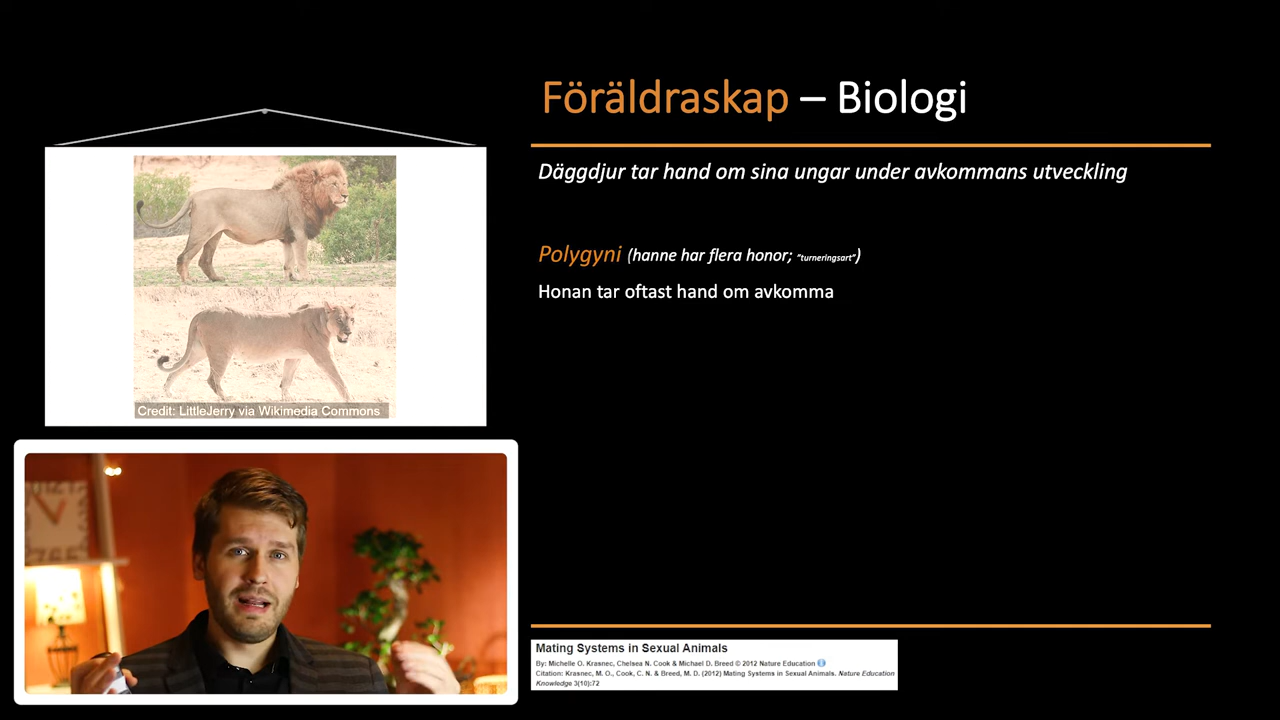 Föräldraskap – Biologi
Däggdjur tar hand om sina ungar under avkommans utveckling
Polygyni (hanne har flera honor; "turneringsart")
Honan tar oftast hand om avkomma
Credit: LittleJerry via Wikimedia Commons
Mating Systems in Sexual Animals
By: Michelle O. Krasnec, Chelsea N. Cook & Michael D. Breed © 2012 Nature Education
Citation: Krasnec, M. O., Cook, C. N. & Breed, M. D. (2012) Mating Systems in Sexual Animals. Nature Education
Knowledge 3(10):72